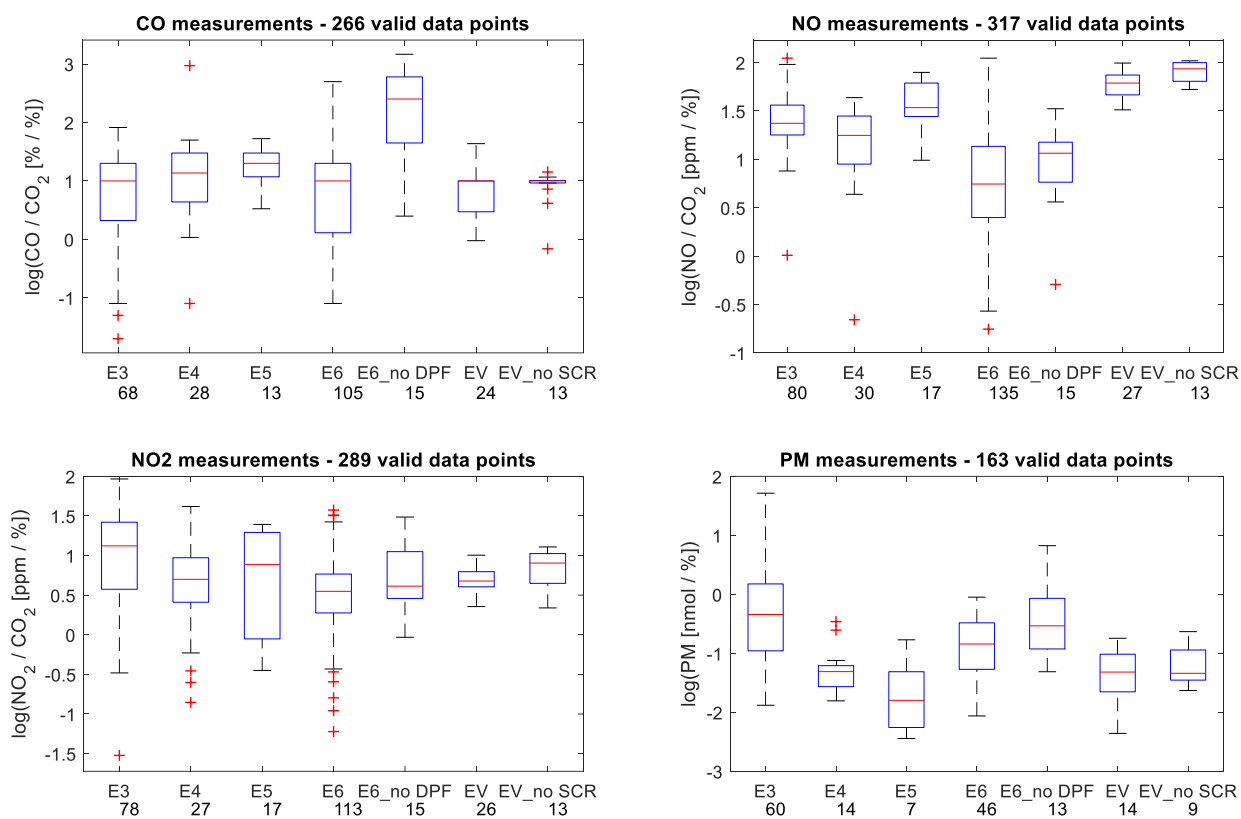 CO measurements - 266 valid data points
log(CO / CO2 [% / %])
3
2
1
0
-1
E3 E4 E5 E6 E6_no DPF EV EV_no SCR
68 28 13 105 15 24 13
NO measurements - 317 valid data points
log(NO / CO2 [ppm / %])
2
1.5
1
0.5
0
-0.5
-1
E3 E4 E5 E6 E6_no DPF EV EV_no SCR
80 30 17 135 15 27 13
NO2 measurements - 289 valid data points
log(NO2 / CO2 [ppm / %])
2
1.5
1
0.5
0
-0.5
-1
-1.5
E3 E4 E5 E6 E6_no DPF EV EV_no SCR
78 27 17 113 15 26 13
PM measurements - 163 valid data points
log(PM [nmol / %])
2
1
0
-1
-2
-3
E3 E4 E5 E6 E6_no DPF EV EV_no SCR
60 14 7 46 13 14 9